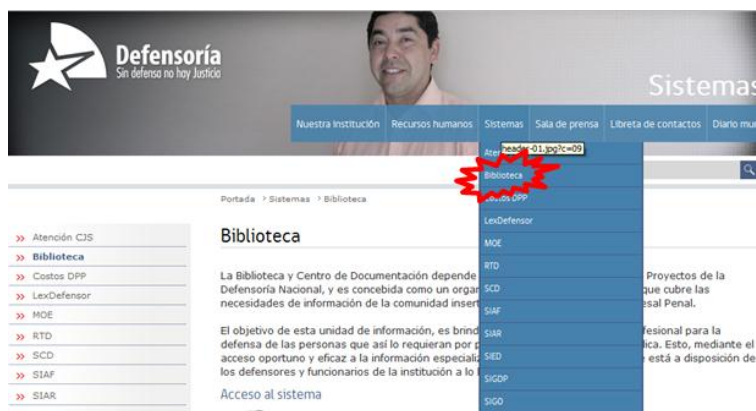 Defensoría
Sin defensa no hay Justicia
Sistemas
Nuestra Institución Recursos humanos Sistemas Sala de prensa Libreta de contactos Diario mur
header-01.jpg?c=09
Biblioteca
Costos DPP
LexDefensor
MOE
RTD
SCD
SIAF
SIAR
SIED
SIGDP
SIGO
Portada > Sistemas > Biblioteca
>> Atención CJS
>> Biblioteca
>> Costos DPP
>> LexDefensor
>> MOE
>> RTD
>> SCD
>> SIAF
>> SIAR
Biblioteca
La Biblioteca y Centro de Documentación depende Proyectos de la
Defensoría Nacional, y es concebida como un organ que cubre las
necesidades de información de la comunidad insert esal Penal.
El objetivo de esta unidad de información, es brind fesional para la
defensa de las personas que así lo requieran por p lica. Esto, mediante el
acceso oportuno y eficaz a la información especializ está a disposición de
los defensores y funcionarios de la institución a lo l
Acceso al sistema